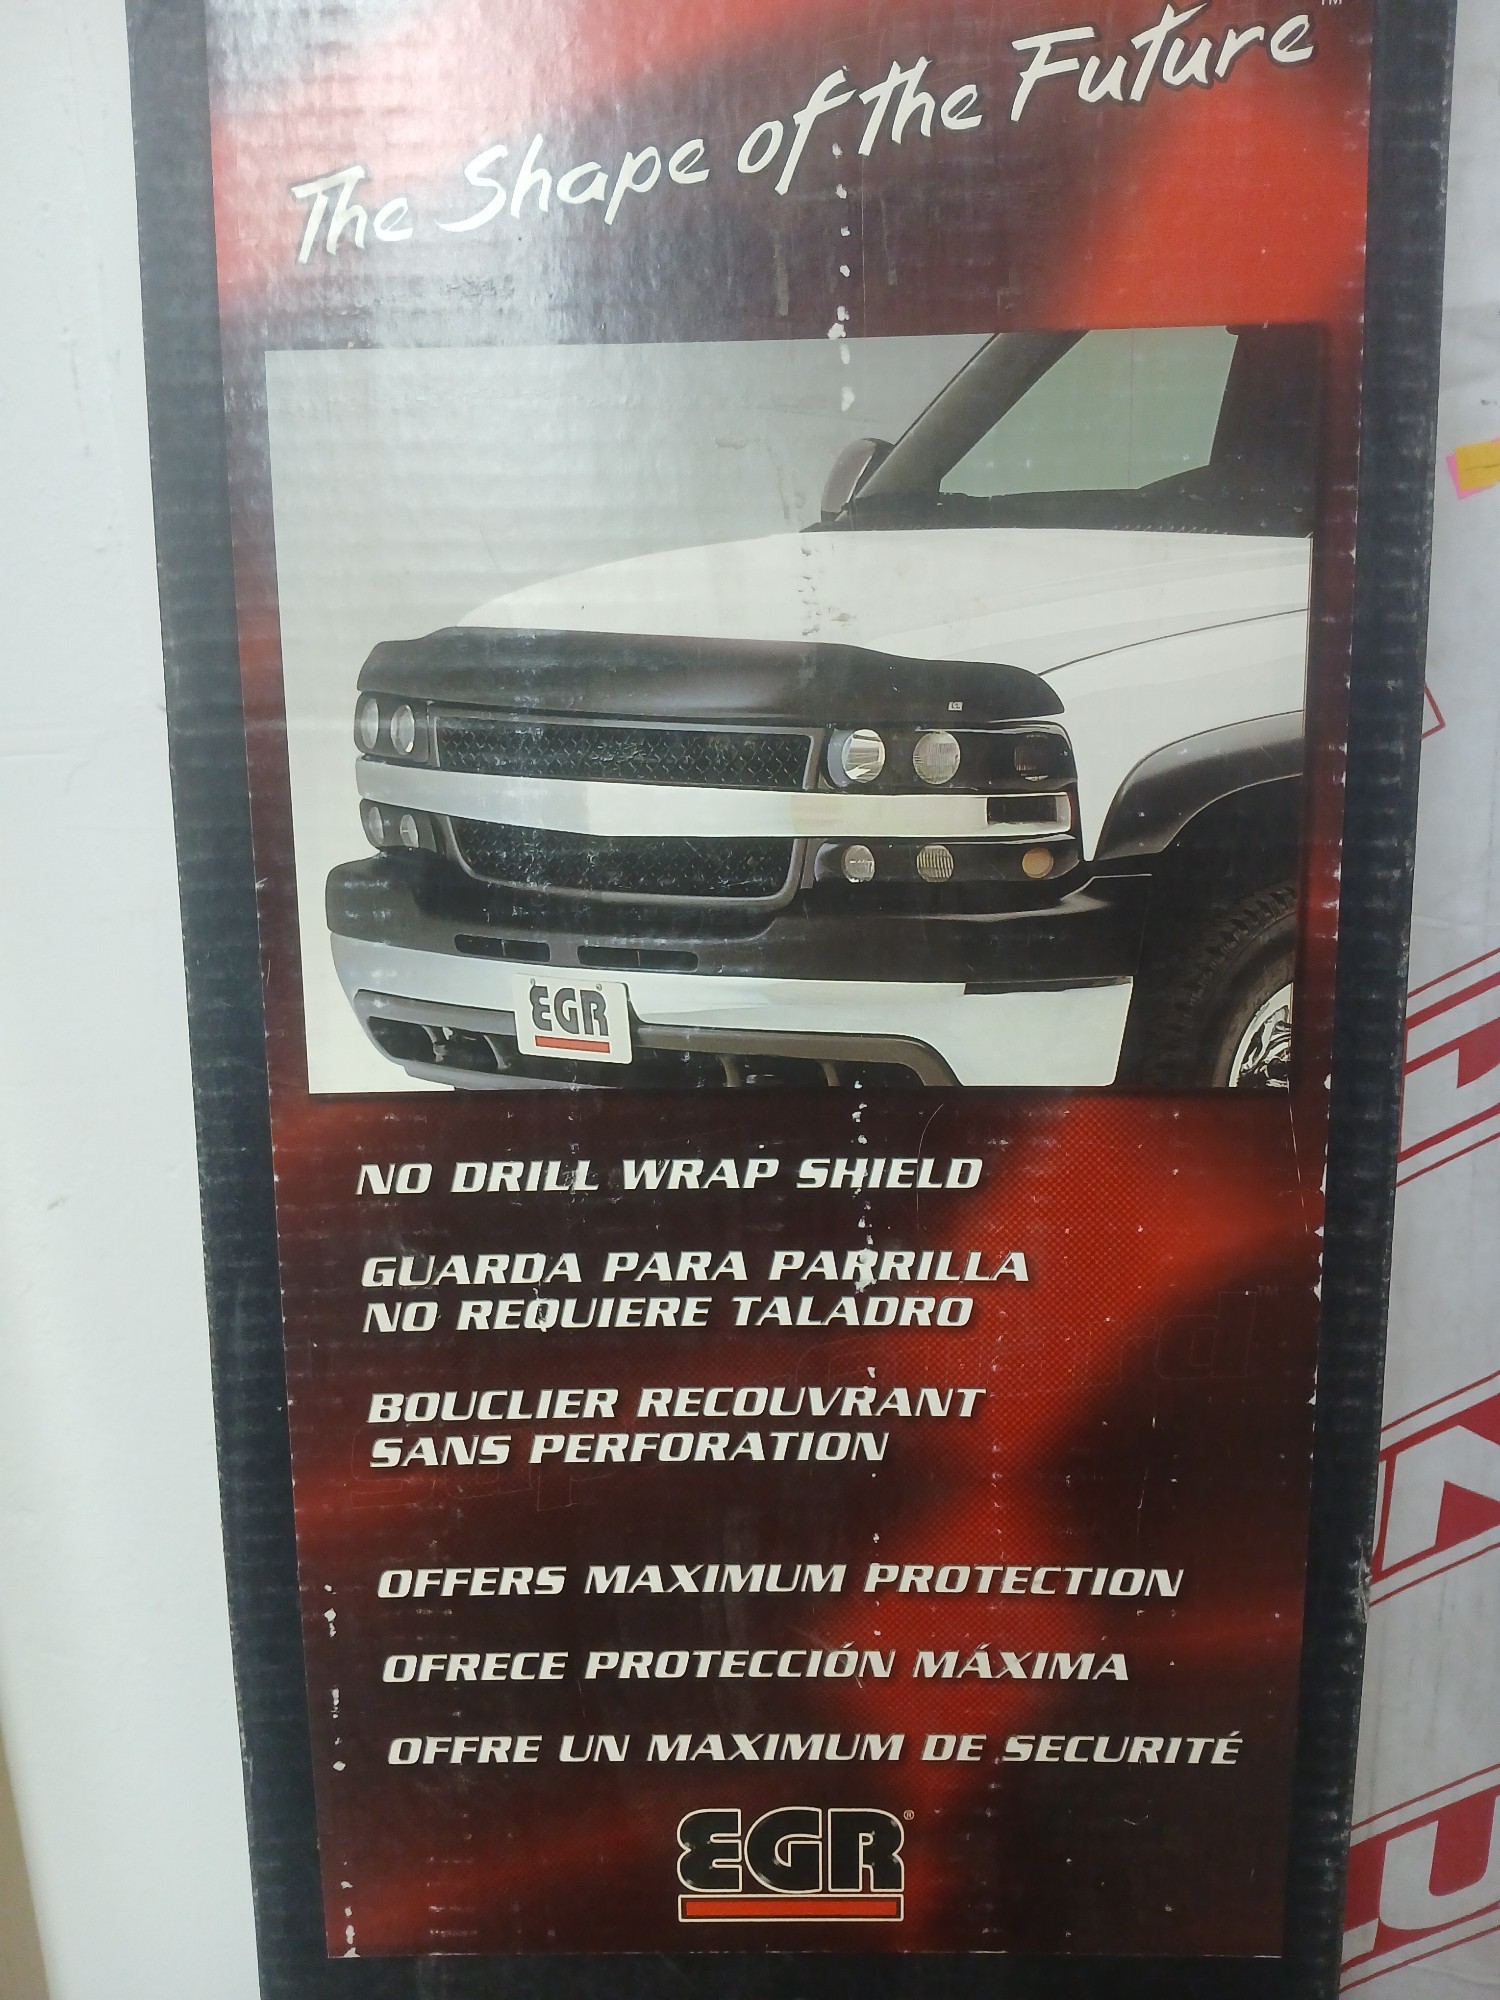 The Shape of the Future™
EGR
NO DRILL WRAP SHIELD
GUARDA PARA PARRILLA
NO REQUIERE TALADRO
BOUCLIER RECOUVRANT
SANS PERFORATION
OFFERS MAXIMUM PROTECTION
OFRECE PROTECCIÓN MÁXIMA
OFFRE UN MAXIMUM DE SECURITÉ
EGR®